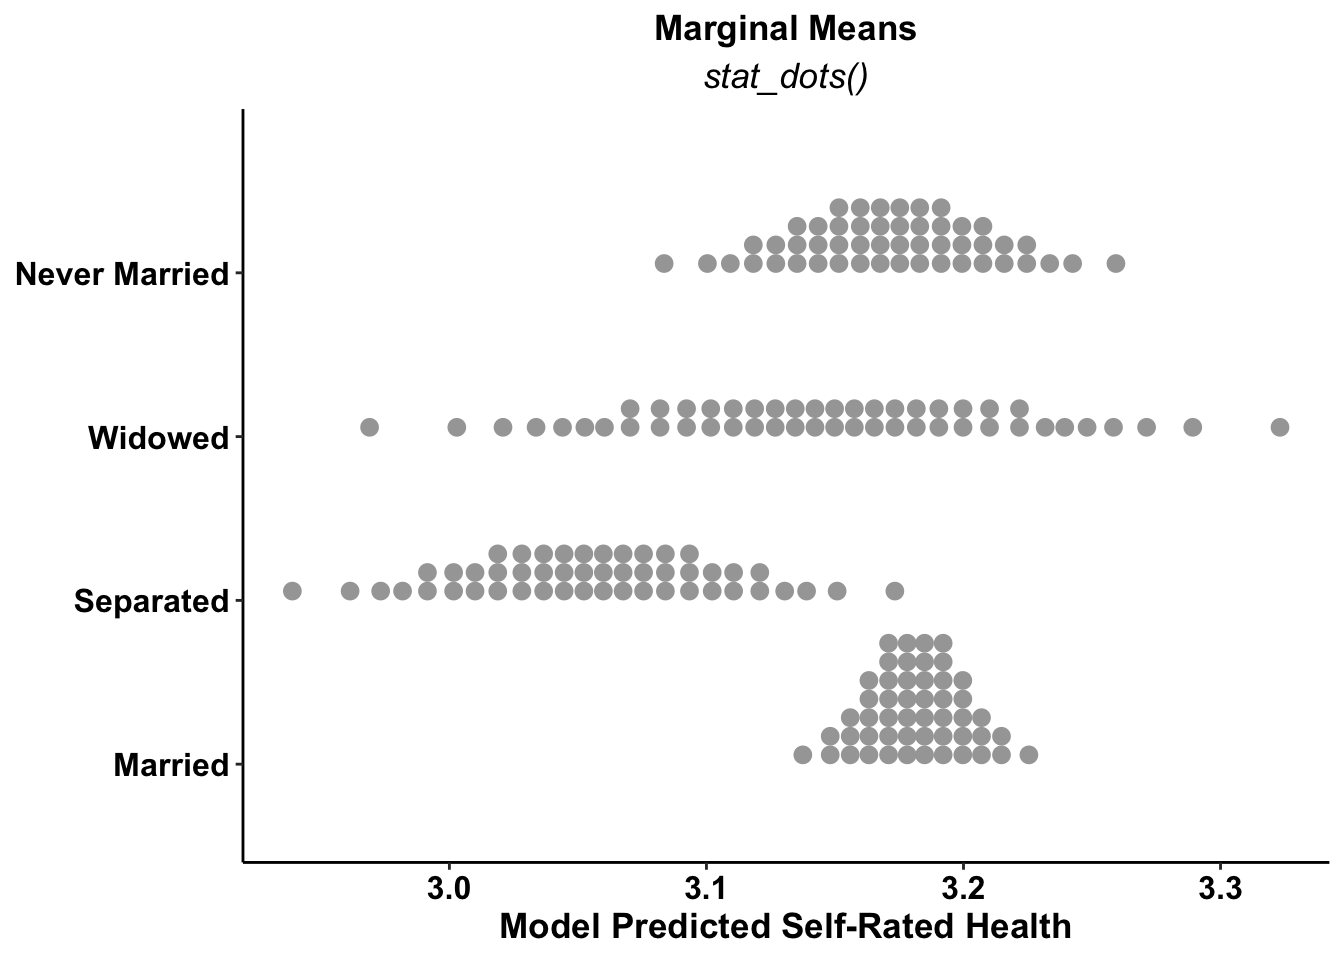 Marginal Means
stat_dots()
Never Married
Widowed
Separated
Married
3.0 3.1 3.2 3.3
Model Predicted Self-Rated Health